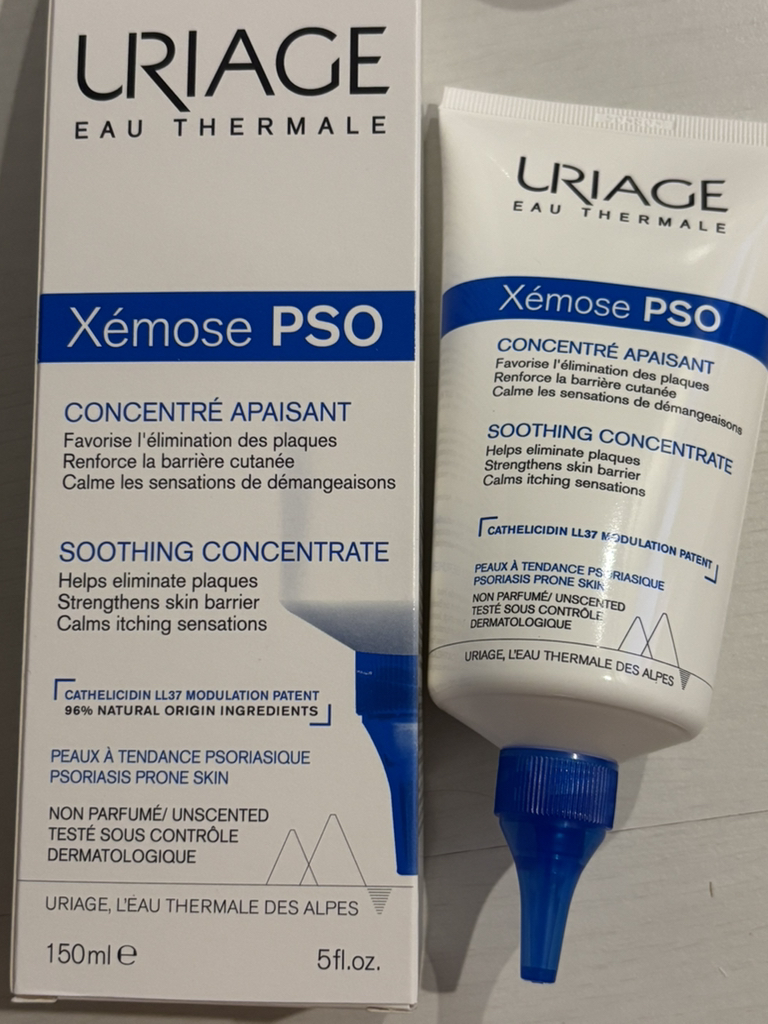 URIAGE
EAU THERMALE
Xémose PSO
CONCENTRÉ APAISANT
Favorise l'élimination des plaques
Renforce la barrière cutanée
Calme les sensations de démangeaisons
SOOTHING CONCENTRATE
Helps eliminate plaques
Strengthens skin barrier
Calms itching sensations
CATHELICIDIN LL37 MODULATION PATENT
96% NATURAL ORIGIN INGREDIENTS
PEAUX À TENDANCE PSORIASIQUE
PSORIASIS PRONE SKIN
NON PARFUMÉ/ UNSCENTED
TESTÉ SOUS CONTRÔLE
DERMATOLOGIQUE
URIAGE, L'EAU THERMALE DES ALPES
150ml e
5fl.oz.
URIAGE
EAU THERMALE
Xémose PSO
CONCENTRÉ APAISANT
Favorise l'élimination des plaques
Renforce la barrière cutanée
Calme les sensations de démangeaisons
SOOTHING CONCENTRATE
Helps eliminate plaques
Strengthens skin barrier
Calms itching sensations
CATHELICIDIN LL37 MODULATION PATENT
PEAUX À TENDANCE PSORIASIQUE
PSORIASIS PRONE SKIN
NON PARFUMÉ/ UNSCENTED
TESTÉ SOUS CONTRÔLE
DERMATOLOGIQUE
URIAGE, L'EAU THERMALE DES ALPES